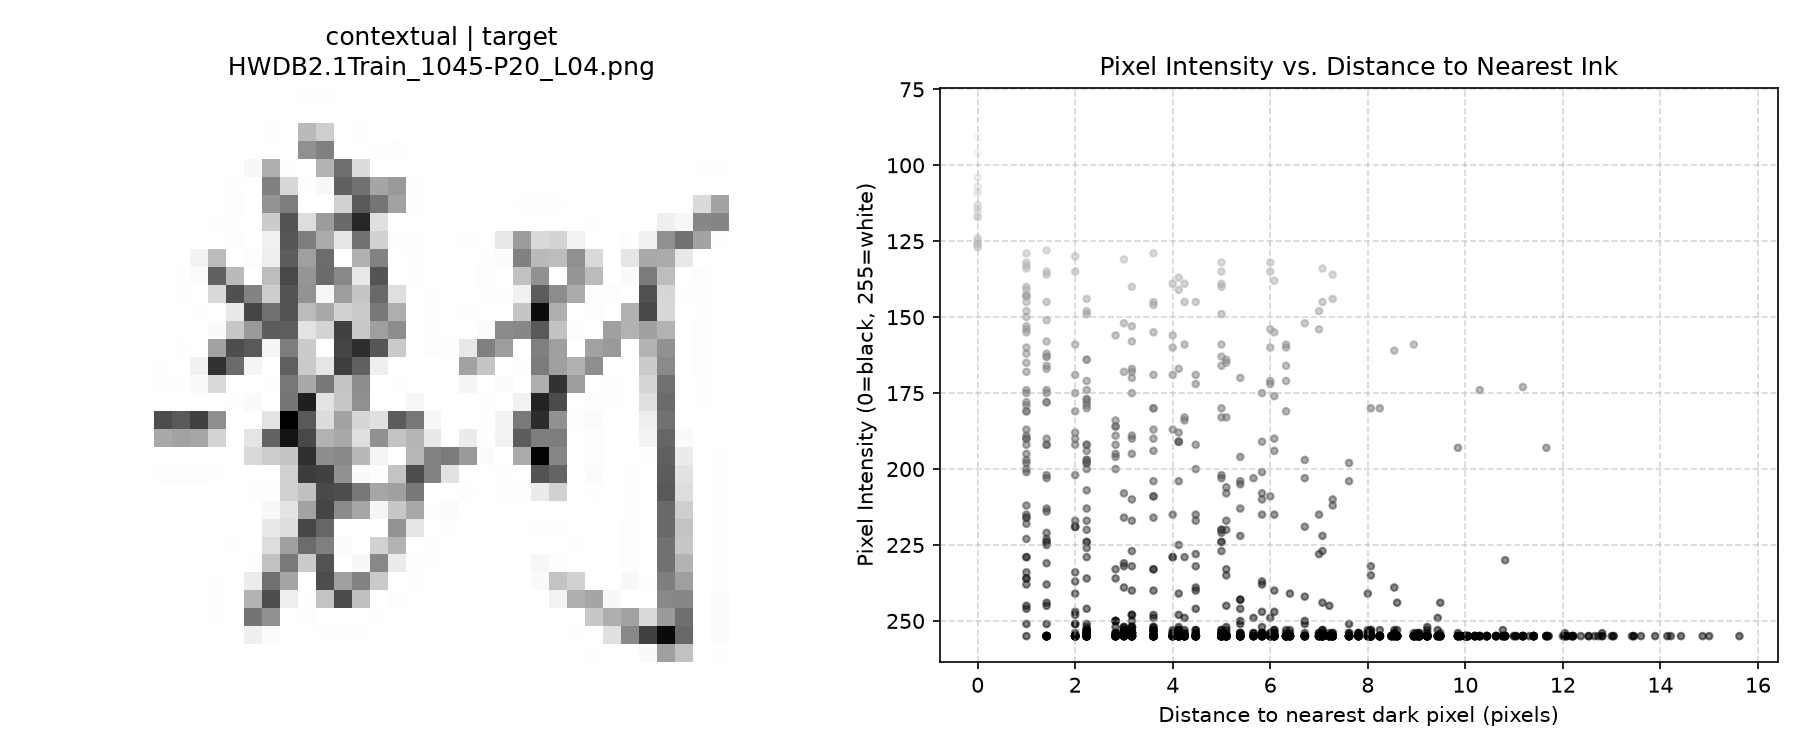 contextual | target
HWDB2.1Train_1045-P20_L04.png
Pixel Intensity vs. Distance to Nearest Ink
Pixel Intensity (0=black, 255=white)
75
100
125
150
175
200
225
250
0 2 4 6 8 10 12 14 16
Distance to nearest dark pixel (pixels)